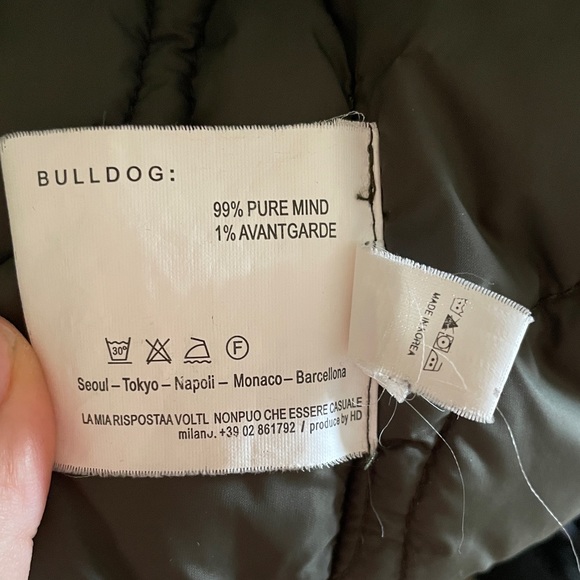 BULLDOG:
99% PURE MIND
1% AVANTGARDE
30°
F
Seoul – Tokyo – Napoli – Monaco – Barcellona
LA MIA RISPOSTA A VOLTL NONPUO CHE ESSERE CASUALE
milanJ. +39 02 861792 / produce by HD
MADE IN KOREA